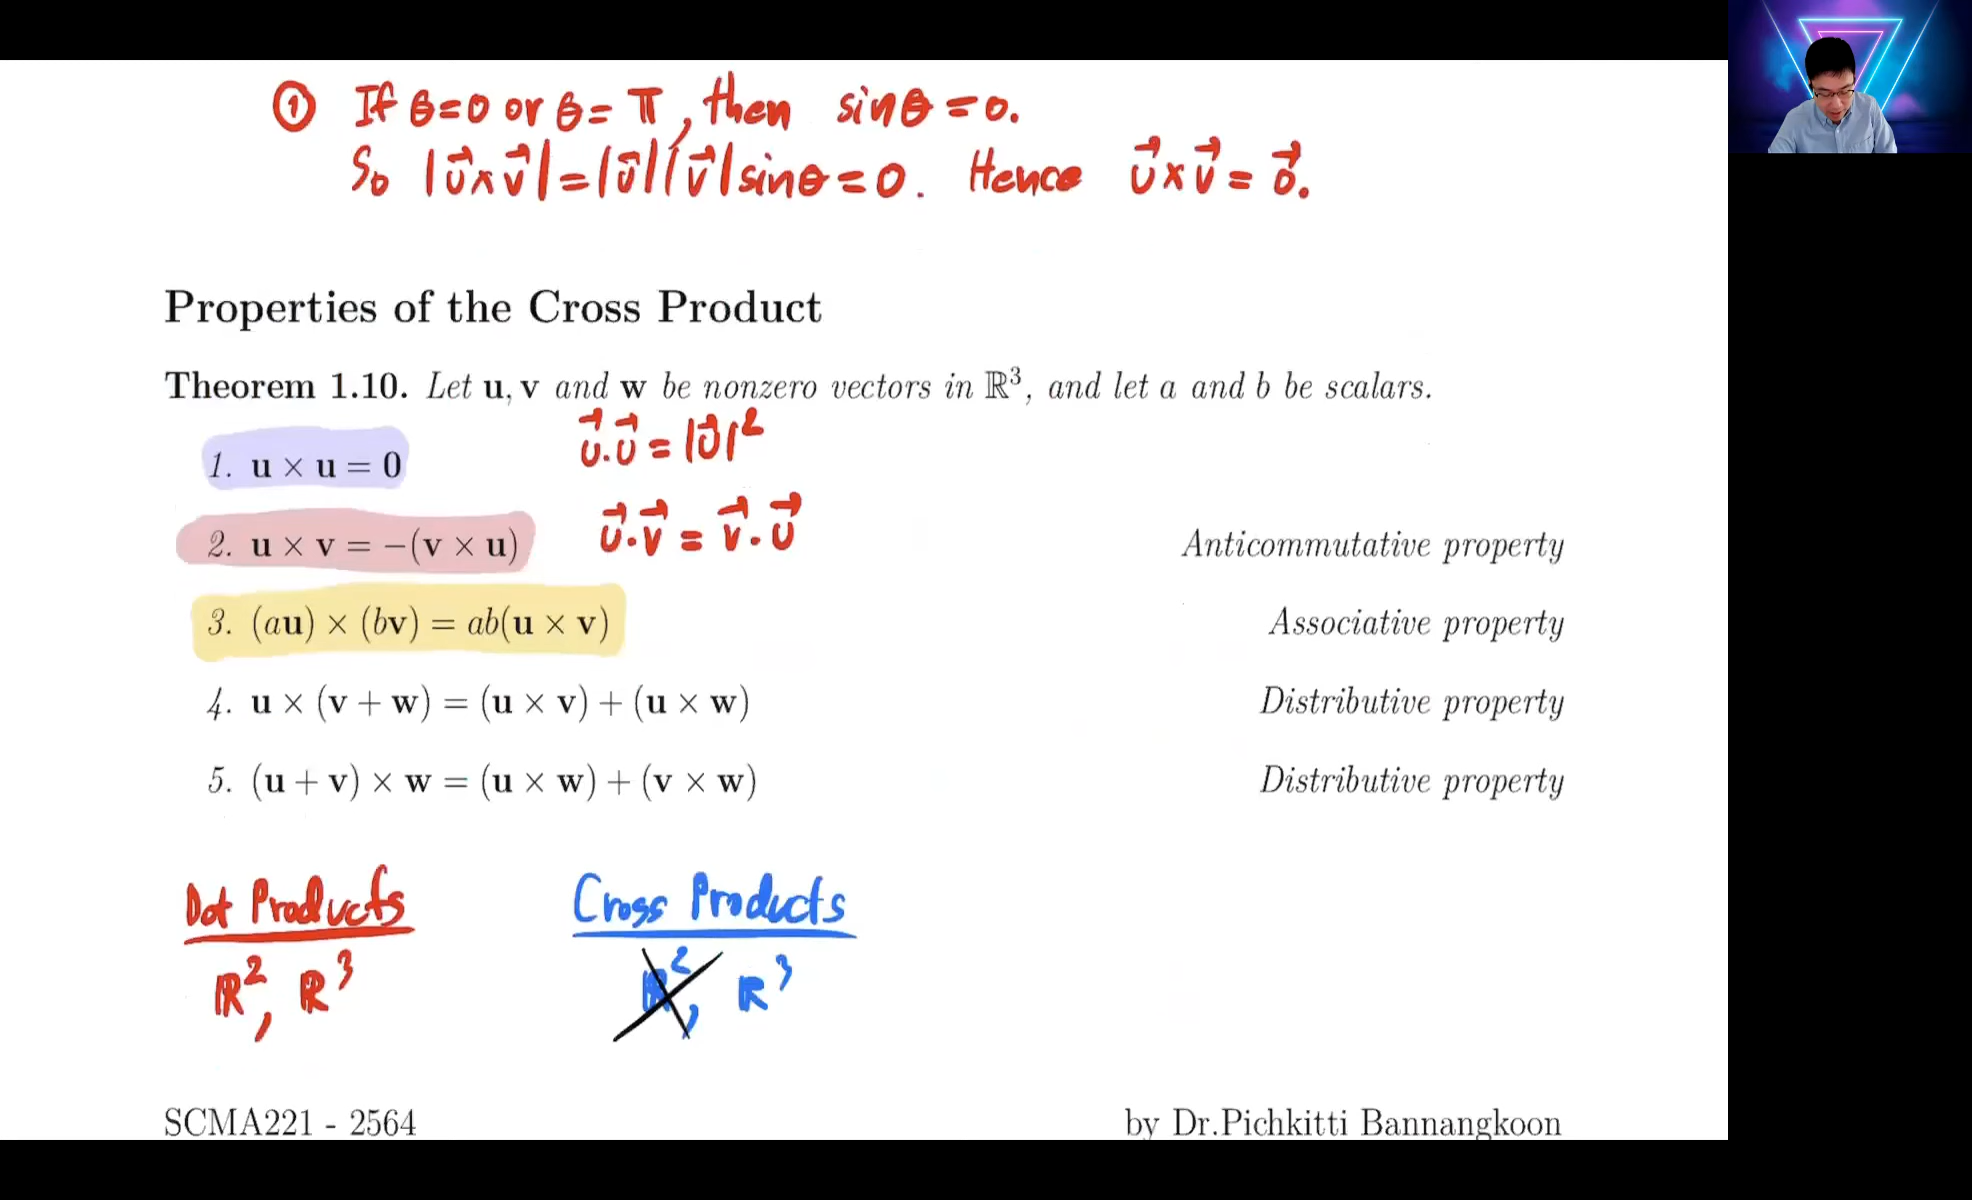 ① If θ=0 or θ=π, then sinθ=0.
So |u⃗×v⃗|=|u⃗||v⃗|sinθ=0. Hence u⃗×v⃗=0⃗.
Properties of the Cross Product
Theorem 1.10. Let u, v and w be nonzero vectors in ℝ³, and let a and b be scalars.
u⃗·u⃗=|u⃗|²
1. u × u = 0
2. u × v = −(v × u) u⃗·v⃗=v⃗·u⃗ Anticommutative property
3. (au) × (bv) = ab(u × v) Associative property
4. u × (v + w) = (u × v) + (u × w) Distributive property
5. (u + v) × w = (u × w) + (v × w) Distributive property
Dot Products Cross Products
ℝ², ℝ³ ℝ², ℝ³
SCMA221 - 2564 by Dr.Pichkitti Bannangkoon